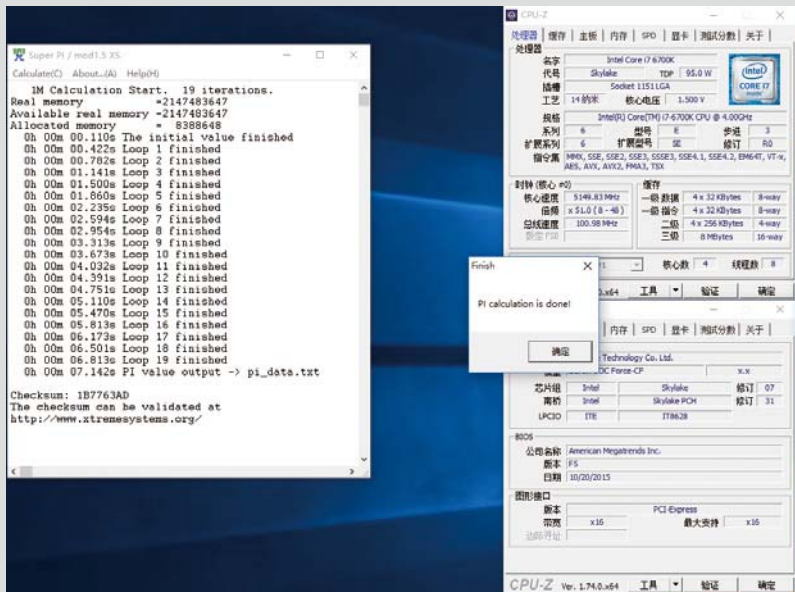 Super PI / mod1.5 XS
Calculate(C) About...(A) Help(H)
1M Calculation Start. 19 iterations.
Real memory =2147483647
Available real memory =2147483647
Allocated memory = 8388648
0h 00m 00.110s The initial value finished
0h 00m 00.422s Loop 1 finished
0h 00m 00.782s Loop 2 finished
0h 00m 01.141s Loop 3 finished
0h 00m 01.500s Loop 4 finished
0h 00m 01.860s Loop 5 finished
0h 00m 02.235s Loop 6 finished
0h 00m 02.594s Loop 7 finished
0h 00m 02.954s Loop 8 finished
0h 00m 03.313s Loop 9 finished
0h 00m 03.673s Loop 10 finished
0h 00m 04.032s Loop 11 finished
0h 00m 04.391s Loop 12 finished
0h 00m 04.751s Loop 13 finished
0h 00m 05.110s Loop 14 finished
0h 00m 05.470s Loop 15 finished
0h 00m 05.813s Loop 16 finished
0h 00m 06.173s Loop 17 finished
0h 00m 06.501s Loop 18 finished
0h 00m 06.813s Loop 19 finished
0h 00m 07.142s PI value output -> pi_data.txt
Checksum: 1B7763AD
The checksum can be validated at
http://www.xtremesystems.org/
Finish
PI calculation is done!
确定
CPU-Z
处理器 缓存 主板 内存 SPD 显卡 测试分数 关于
处理器
名字 Intel Core i7 6700K
代号 Skylake TDP 95.0 W
插槽 Socket 1151 LGA
工艺 14 纳米 核心电压 1.500 V
(intel) CORE i7 inside
规格 Intel(R) Core(TM) i7-6700K CPU @ 4.00GHz
系列 6 型号 E 步进 3
扩展系列 6 扩展型号 5E 修订 R0
指令集 MMX, SSE, SSE2, SSE3, SSSE3, SSE4.1, SSE4.2, EM64T, VT-x,
AES, AVX, AVX2, FMA3, TSX
时钟 (核心 #0) 缓存
核心速度 5149.83 MHz 一级 数据 4 x 32 KBytes 8-way
倍频 x 51.0 ( 8 - 48 ) 一级 指令 4 x 32 KBytes 8-way
总线速度 100.98 MHz 二级 4 x 256 KBytes 4-way
额定 FSB 三级 8 MBytes 16-way
核心数 4 线程数 8
.0.x64 工具 验证 确定
内存 SPD 显卡 测试分数 关于
Technology Co. Ltd.
OC Force-CF x.x
芯片组 Intel Skylake 修订 07
南桥 Intel Skylake PCH 修订 31
LPCIO ITE IT8628
BIOS
公司名称 American Megatrends Inc.
版本 F5
日期 10/20/2015
图形接口
版本 PCI-Express
带宽 x16 最大支持 x16
边际寻址
CPU-Z Ver. 1.74.0.x64 工具 验证 确定